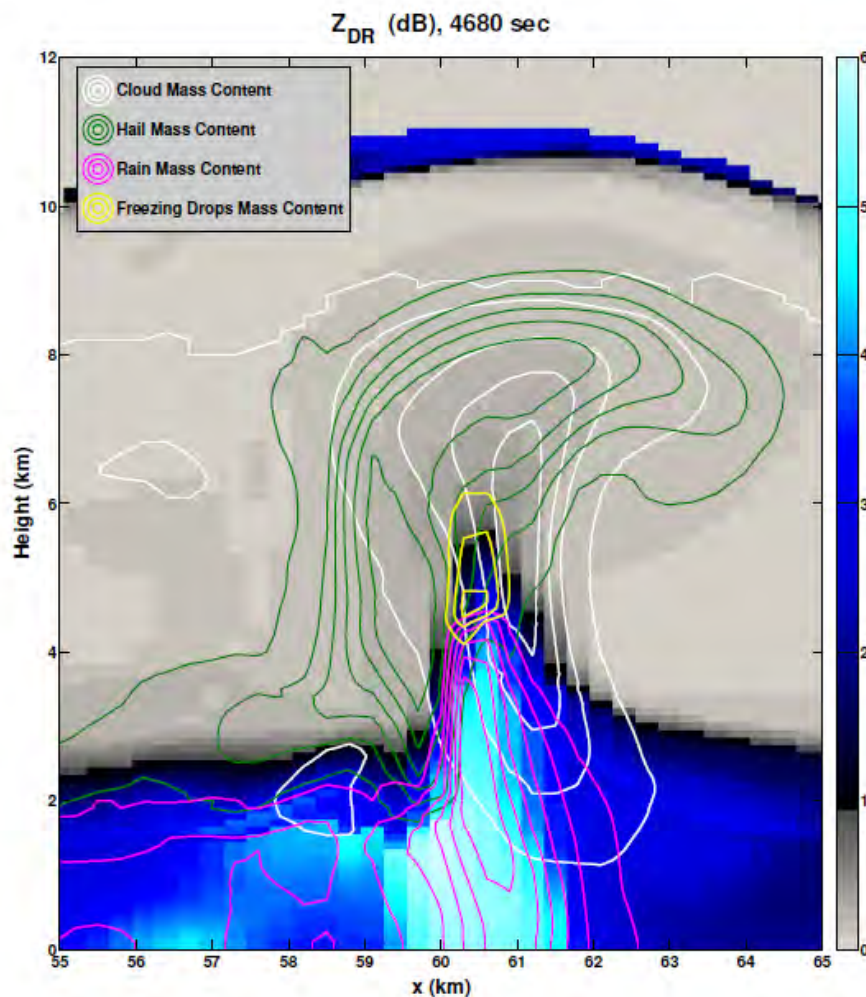 Z_DR (dB), 4680 sec
12
10
8
6
4
2
0
Height (km)
Cloud Mass Content
Hail Mass Content
Rain Mass Content
Freezing Drops Mass Content
55 56 57 58 59 60 61 62 63 64 65
x (km)
6
5
4
3
2
1
0